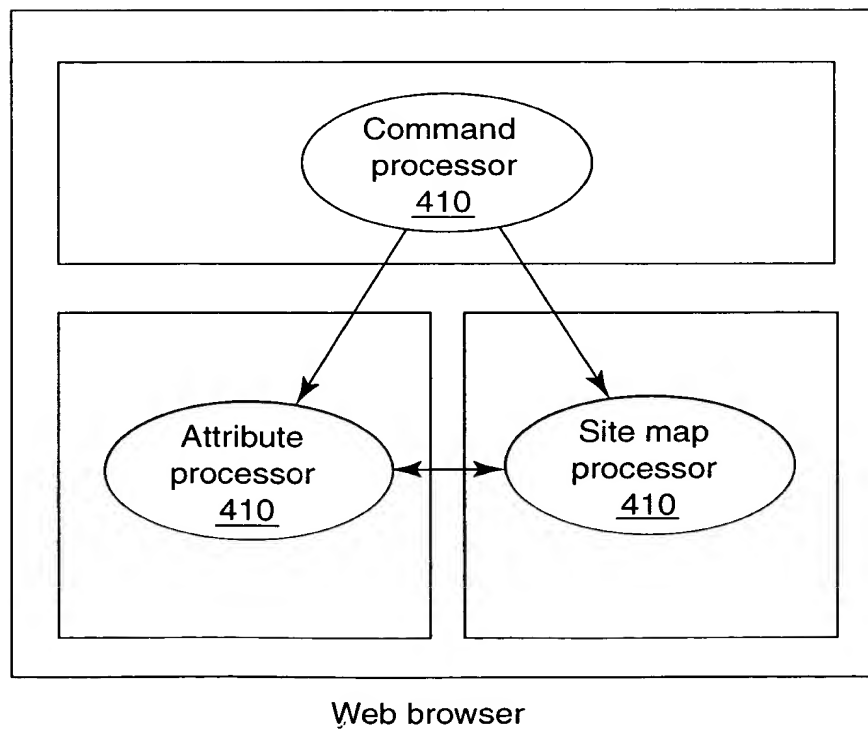 Command
processor
410
Attribute
processor
410
Site map
processor
410
Web browser